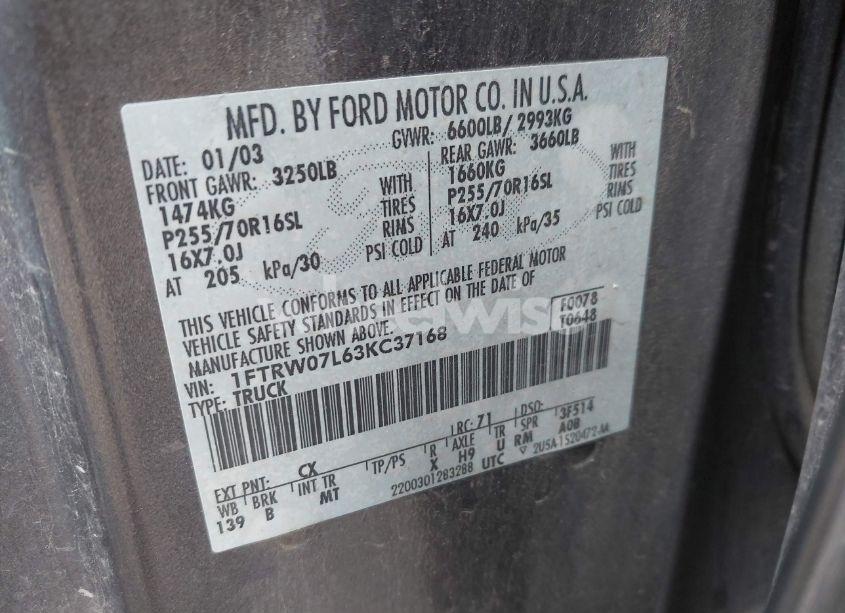 MFD. BY FORD MOTOR CO. IN U.S.A.
DATE: 01/03 GVWR: 6600LB/ 2993KG
FRONT GAWR: 3250LB REAR GAWR: 3660LB
1474KG WITH 1660KG WITH
P255/70R16SL TIRES P255/70R16SL TIRES
16X7.0J RIMS 16X7.0J RIMS
AT 205 kPa/30 PSI COLD AT 240 kPa/35 PSI COLD
THIS VEHICLE CONFORMS TO ALL APPLICABLE FEDERAL MOTOR
VEHICLE SAFETY STANDARDS IN EFFECT ON THE DATE OF
MANUFACTURE SHOWN ABOVE.
F0078
T0648
VIN: 1FTRW07L63KC37168
TYPE: TRUCK
EXT PNT: CX RC: 71 DSO: 3F514
WB BRK INT TR TP/PS R AXLE TR SPR
139 B MT X H9 U RM A0B
2200301283288 UTC 2U5A-1520472-AA